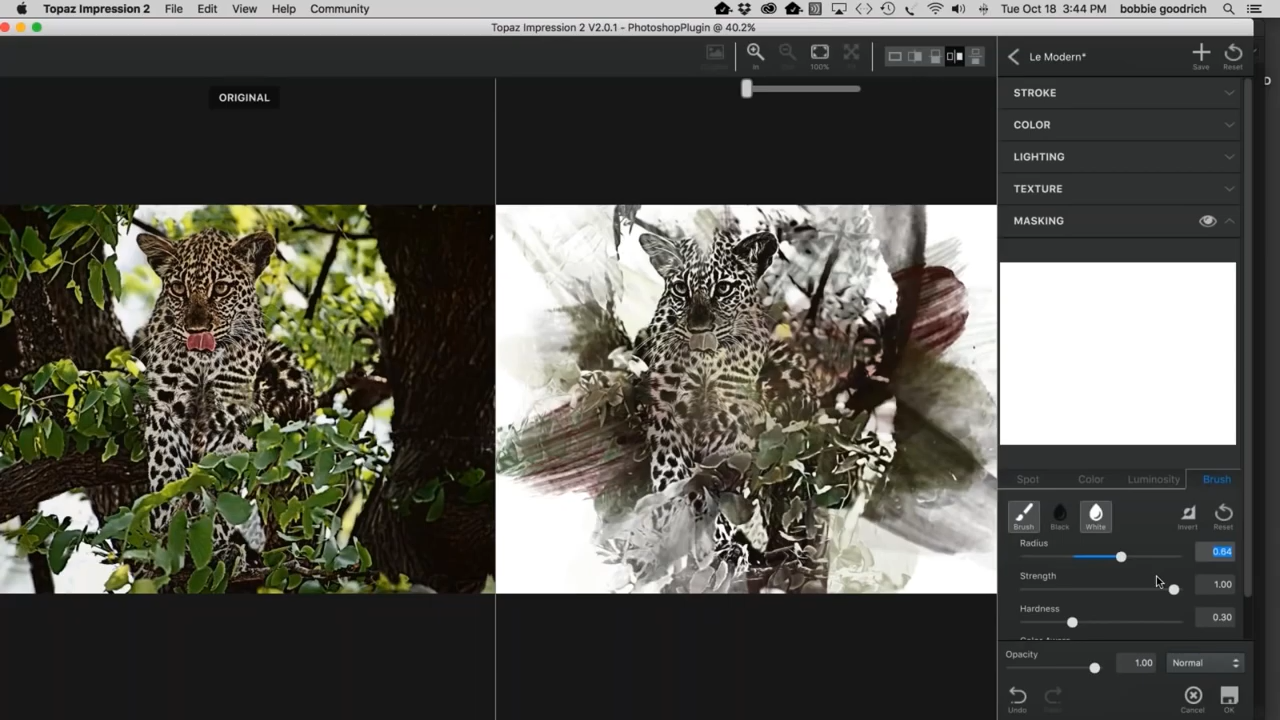 Topaz Impression 2 File Edit View Window Help Community Tue Oct 18 3:44 PM bobbie goodrich
Topaz Impression 2 V2.0.1 - PhotoshopPlugin @ 40.2%
In 100% Le Modern* Save Reset
ORIGINAL
STROKE
COLOR
LIGHTING
TEXTURE
MASKING
Spot Color Luminosity Brush
Brush Black White Invert Reset
Radius 0.64
Strength 1.00
Hardness 0.30
Opacity 1.00 Normal
Undo Cancel OK